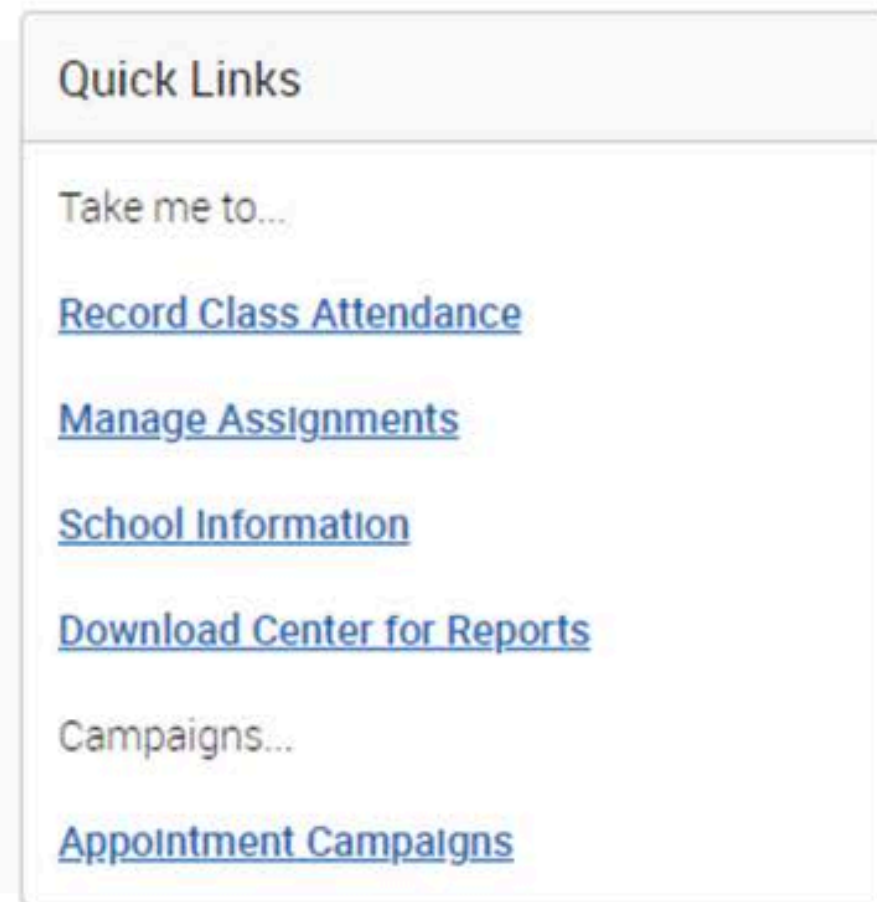 Quick Links
Take me to...
Record Class Attendance
Manage Assignments
School Information
Download Center for Reports
Campaigns...
Appointment Campaigns